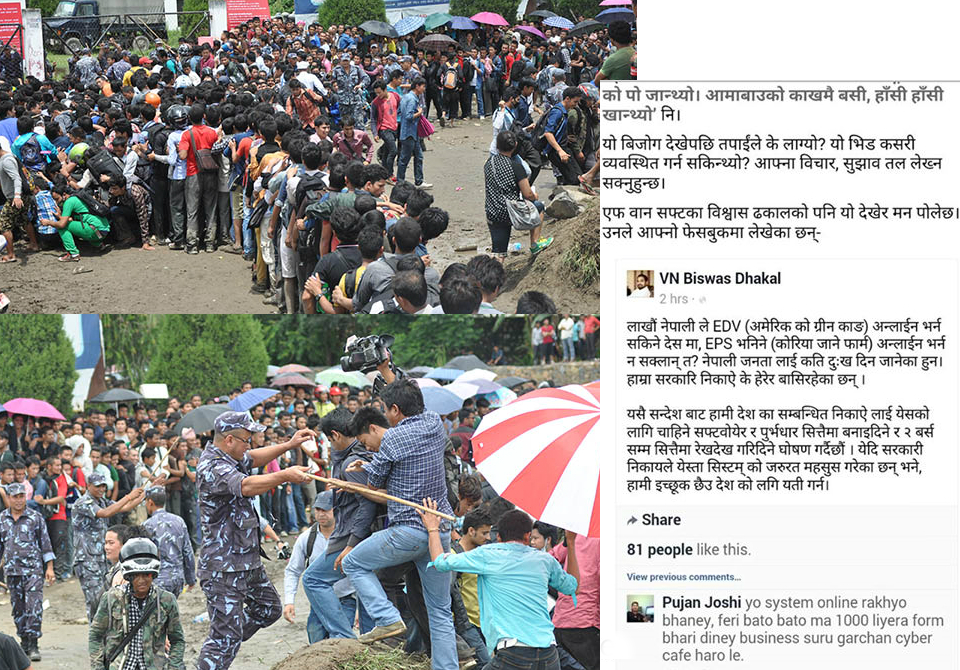 को पो जान्थ्यो। आमाबाउको काखमै बसी, हाँसी हाँसी
खान्थ्यो’ नि।
यो बिजोग देखेपछि तपाईंले के लाग्यो? यो भिड कसरी
व्यवस्थित गर्न सकिन्थ्यो? आफ्ना विचार, सुझाव तल लेख्न
सक्नुहुन्छ।
एफ वान सफ्टका विश्वास ढकालको पनि यो देखेर मन पोलेछ।
उनले आफ्नो फेसबुकमा लेखेका छन्-
VN Biswas Dhakal
2 hrs ·
लाखौं नेपाली ले EDV (अमेरिक को ग्रीन काड) अन्लाईन भर्न
सकिने देस मा, EPS भनिने (कोरिया जाने फार्म) अन्लाईन भर्न
न सक्लान् त? नेपाली जनता लाई कति दु:ख दिन जानेका हुन।
हाम्रा सरकारि निकाऐ के हेरेर बासिरहेका छन् ।
यसै सन्देश बाट हामी देश का सम्बन्धित निकाऐ लाई येसको
लागि चाहिने सफ्टवोयेर र पुर्भधार सित्तैमा बनाइदिने र २ बर्स
सम्म सित्तैमा रेखदेख गरिदिने घोषण गर्दैछौं । येदि सरकारी
निकायले येस्ता सिस्टम् को जरुरत महसुस गरेका छन् भने,
हामी इच्छूक छैउ देश को लगि यती गर्न।
Share
81 people like this.
View previous comments...
Pujan Joshi yo system online rakhyo
bhaney, feri bato bato ma 1000 liyera form
bhari diney business suru garchan cyber
cafe haro le.